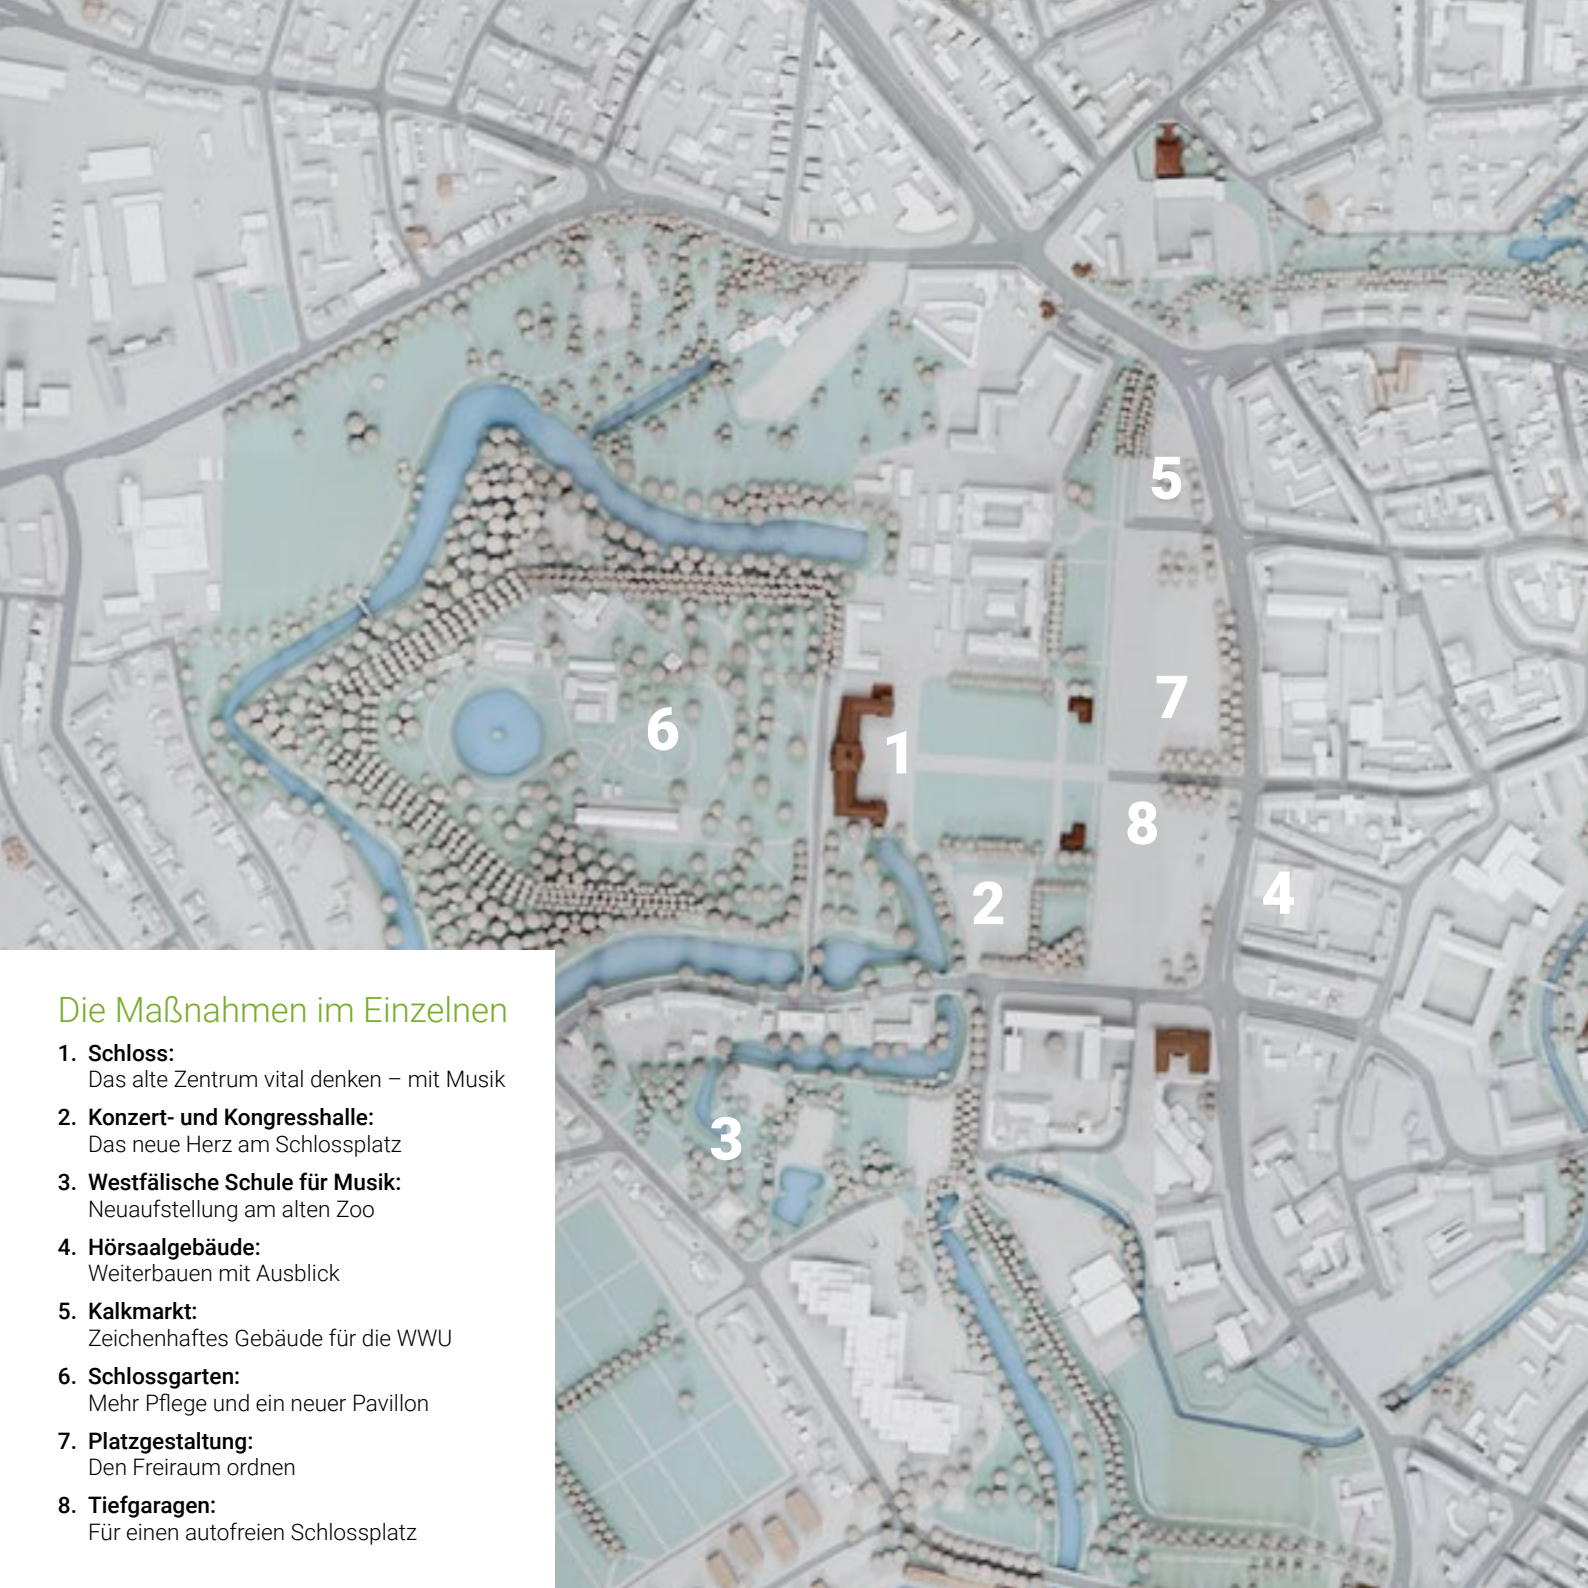 5
7
6
1
8
4
2
3
Die Maßnahmen im Einzelnen
1. Schloss:
Das alte Zentrum vital denken – mit Musik
2. Konzert- und Kongresshalle:
Das neue Herz am Schlossplatz
3. Westfälische Schule für Musik:
Neuaufstellung am alten Zoo
4. Hörsaalgebäude:
Weiterbauen mit Ausblick
5. Kalkmarkt:
Zeichenhaftes Gebäude für die WWU
6. Schlossgarten:
Mehr Pflege und ein neuer Pavillon
7. Platzgestaltung:
Den Freiraum ordnen
8. Tiefgaragen:
Für einen autofreien Schlossplatz